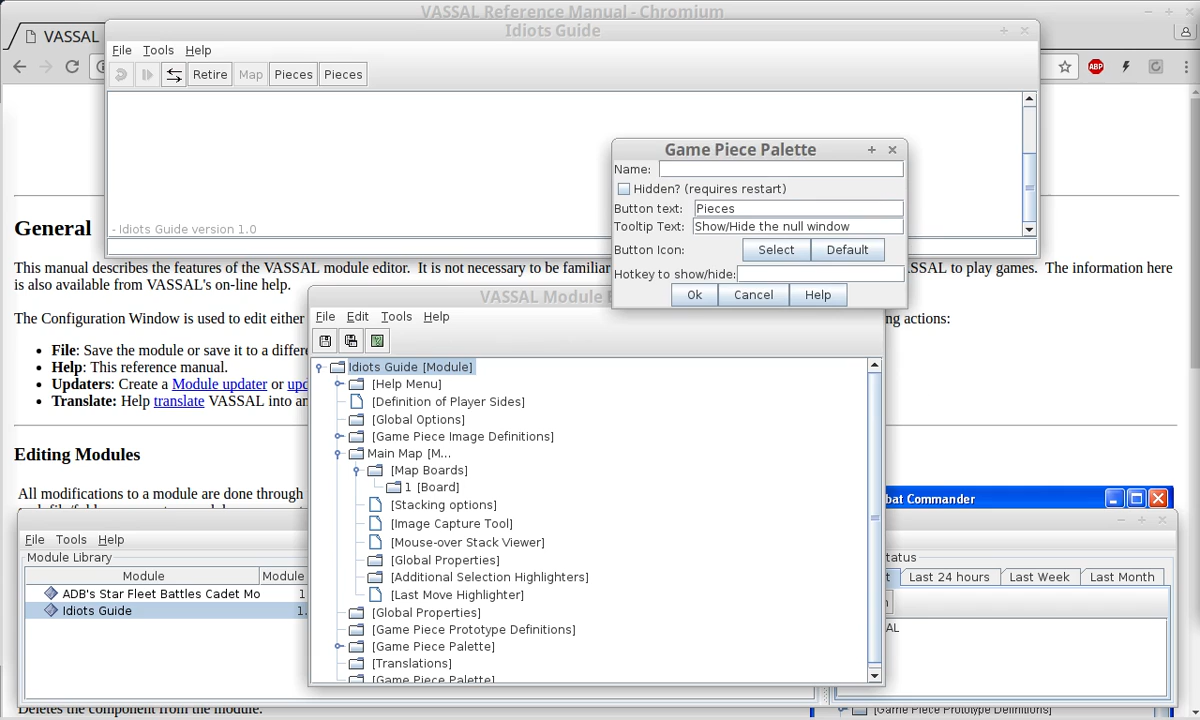 VASSAL Reference Manual - Chromium
VASSAL
Idiots Guide
File Tools Help
Retire Map Pieces Pieces
ABP
- Idiots Guide version 1.0
Game Piece Palette
Name:
Hidden? (requires restart)
Button text: Pieces
Tooltip Text: Show/Hide the null window
Button Icon: Select Default
Hotkey to show/hide:
Ok Cancel Help
General
This manual describes the features of the VASSAL module editor. It is not necessary to be familiar
SSAL to play games. The information here
is also available from VASSAL's on-line help.
The Configuration Window is used to edit either
ng actions:
File: Save the module or save it to a differe
Help: This reference manual.
Updaters: Create a Module updater or upd
Translate: Help translate VASSAL into an
Editing Modules
All modifications to a module are done through
VASSAL Module E
File Edit Tools Help
Idiots Guide [Module]
[Help Menu]
[Definition of Player Sides]
[Global Options]
[Game Piece Image Definitions]
Main Map [M...
[Map Boards]
1 [Board]
[Stacking options]
[Image Capture Tool]
[Mouse-over Stack Viewer]
[Global Properties]
[Additional Selection Highlighters]
[Last Move Highlighter]
[Global Properties]
[Game Piece Prototype Definitions]
[Game Piece Palette]
[Translations]
[Game Piece Palette]
File Tools Help
Module Library
Module Module
ADB's Star Fleet Battles Cadet Mo 1
Idiots Guide 1.
bat Commander
tatus
t Last 24 hours Last Week Last Month
AL
Deletes the component from the module.
[Game Piece Prototype Definitions]